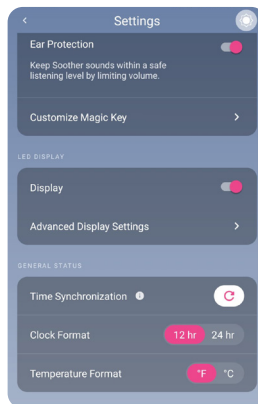 Settings
Ear Protection
Keep Soother sounds within a safe
listening level by limiting volume.
Customize Magic Key
LED DISPLAY
Display
Advanced Display Settings
GENERAL STATUS
Time Synchronization
Clock Format
12 hr 24 hr
Temperature Format
°F °C